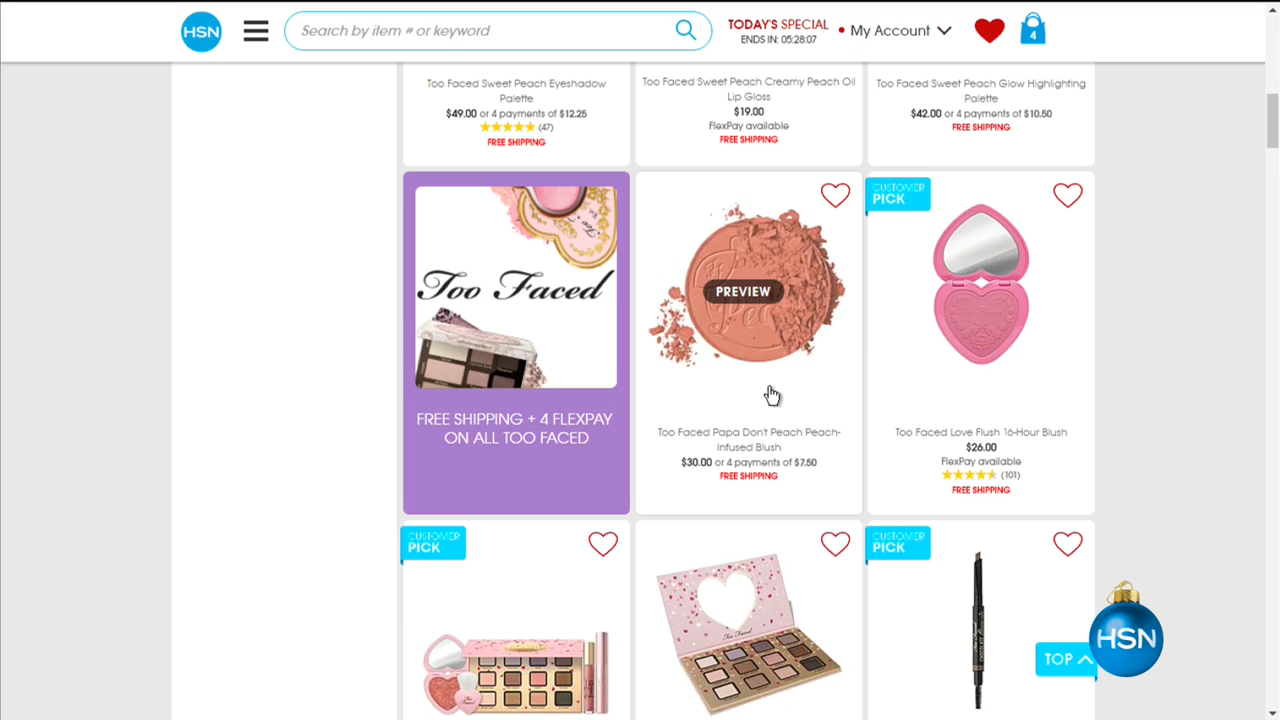 HSN
Search by item # or keyword
TODAY'S SPECIAL
ENDS IN: 05:28:07
My Account
4
Too Faced Sweet Peach Eyeshadow
Palette
$49.00 or 4 payments of $12.25
(47)
FREE SHIPPING
Too Faced Sweet Peach Creamy Peach Oil
Lip Gloss
$19.00
FlexPay available
FREE SHIPPING
Too Faced Sweet Peach Glow Highlighting
Palette
$42.00 or 4 payments of $10.50
FREE SHIPPING
Too Faced
FREE SHIPPING + 4 FLEXPAY
ON ALL TOO FACED
PREVIEW
Too Faced Papa Don't Peach Peach-
Infused Blush
$30.00 or 4 payments of $7.50
FREE SHIPPING
CUSTOMER
PICK
Too Faced Love Flush 16-Hour Blush
$26.00
FlexPay available
(101)
FREE SHIPPING
CUSTOMER
PICK
Too Faced
CUSTOMER
PICK
TOP
HSN